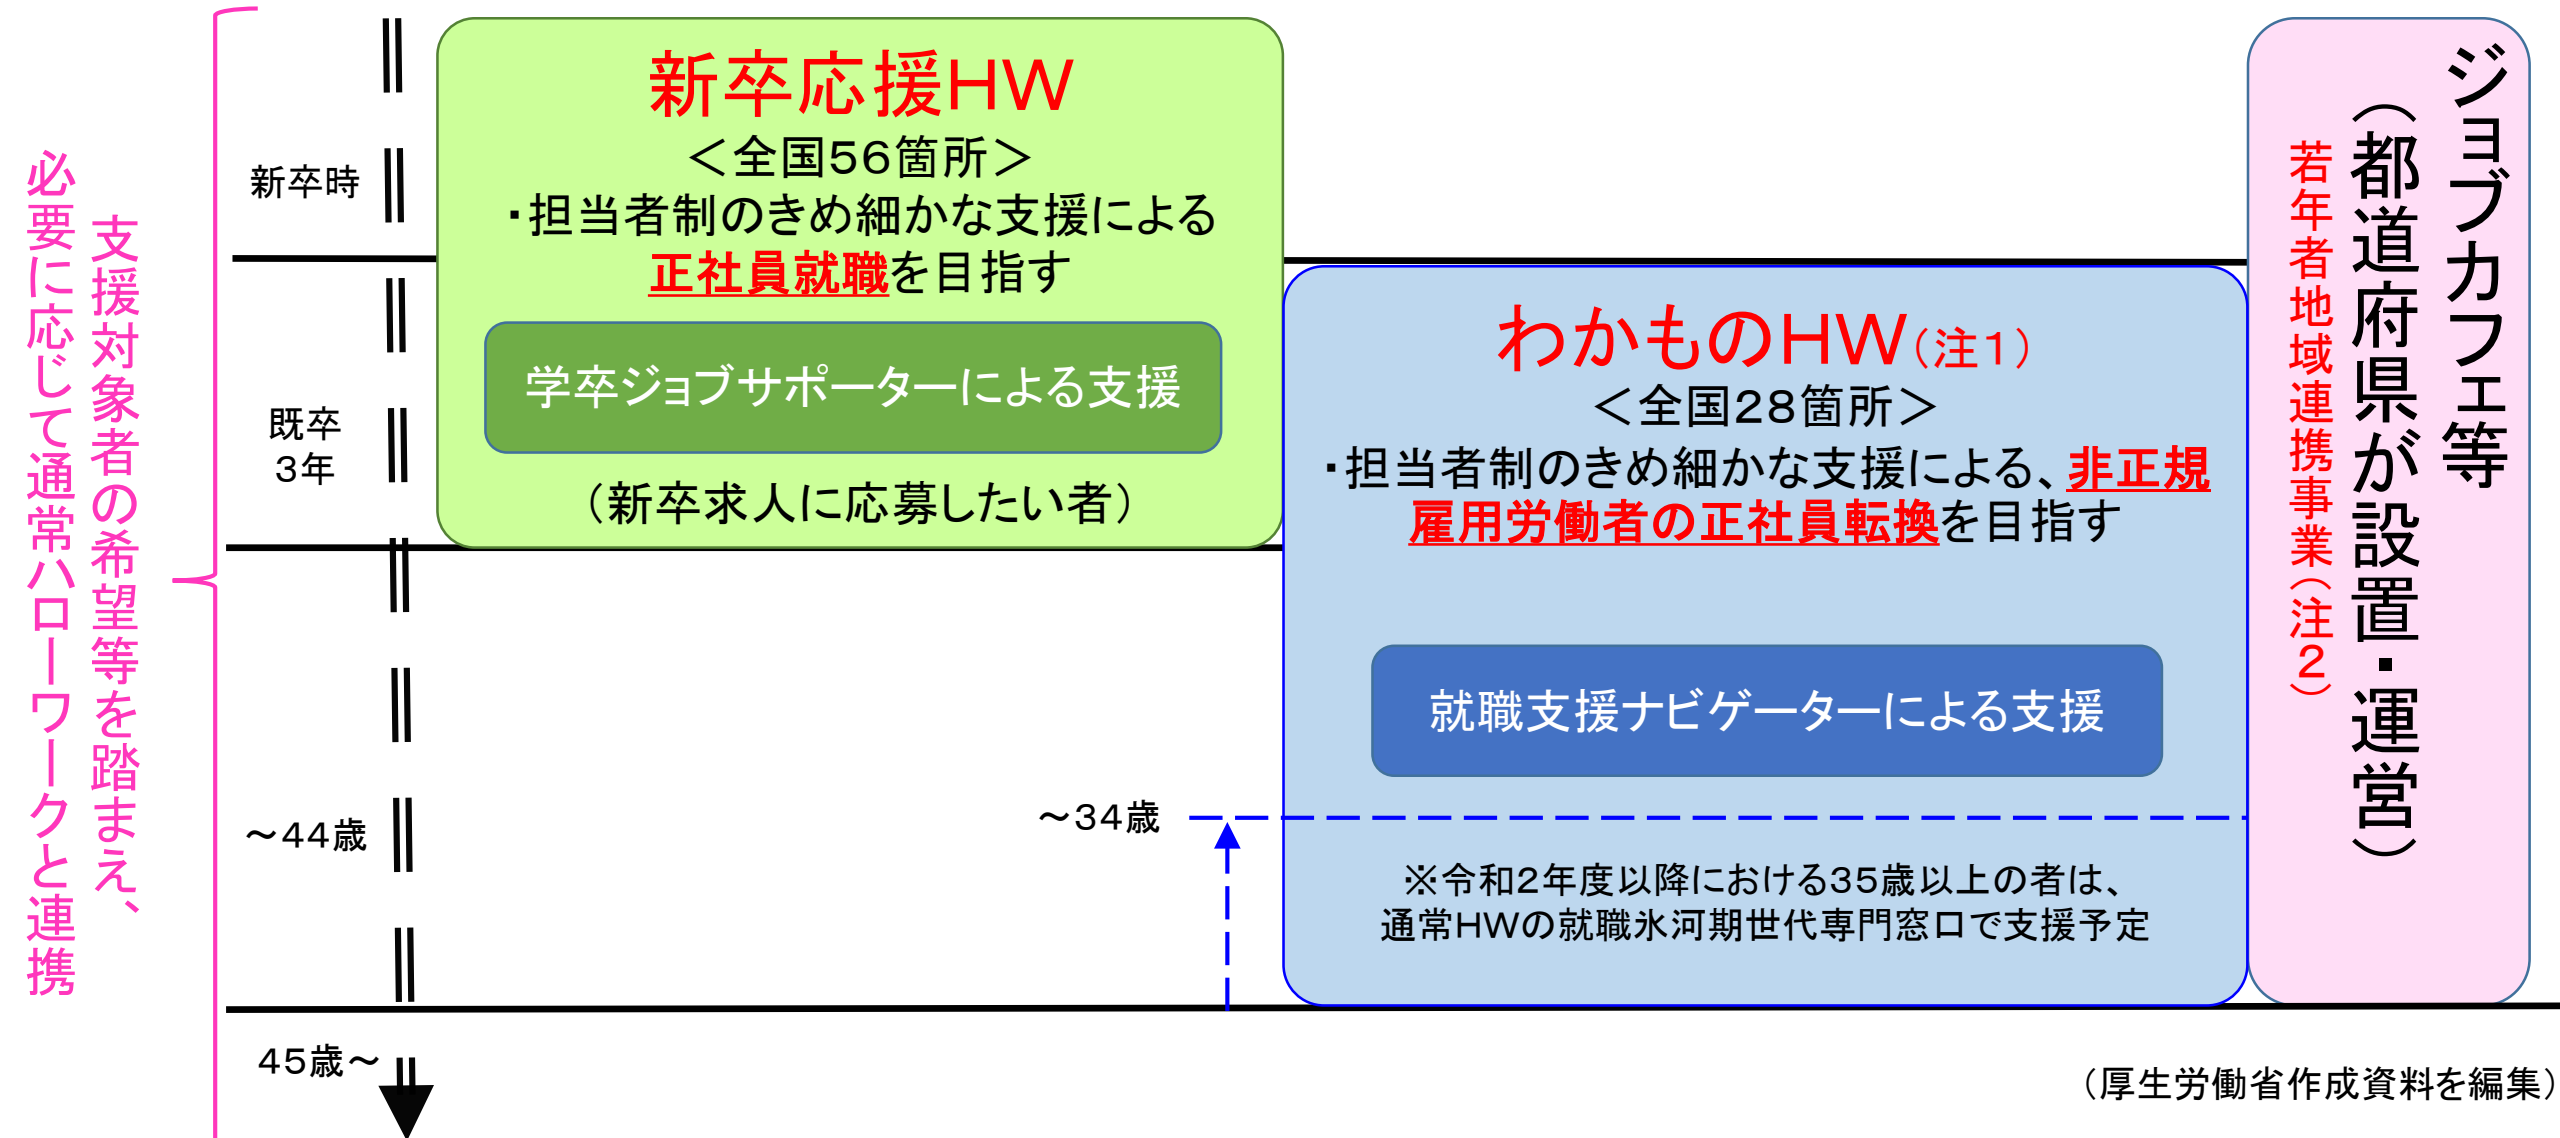 支援対象者の希望等を踏まえ、
必要に応じて通常ハローワークと連携
新卒時
既卒
3年
～44歳
45歳～
新卒応援HW
＜全国56箇所＞
・担当者制のきめ細かな支援による
正社員就職を目指す
学卒ジョブサポーターによる支援
（新卒求人に応募したい者）
わかものHW（注1）
＜全国28箇所＞
・担当者制のきめ細かな支援による、非正規
雇用労働者の正社員転換を目指す
就職支援ナビゲーターによる支援
～34歳
※令和2年度以降における35歳以上の者は、
通常HWの就職氷河期世代専門窓口で支援予定
ジョブカフェ等
（都道府県が設置・運営）
若年者地域連携事業（注2）
（厚生労働省作成資料を編集）